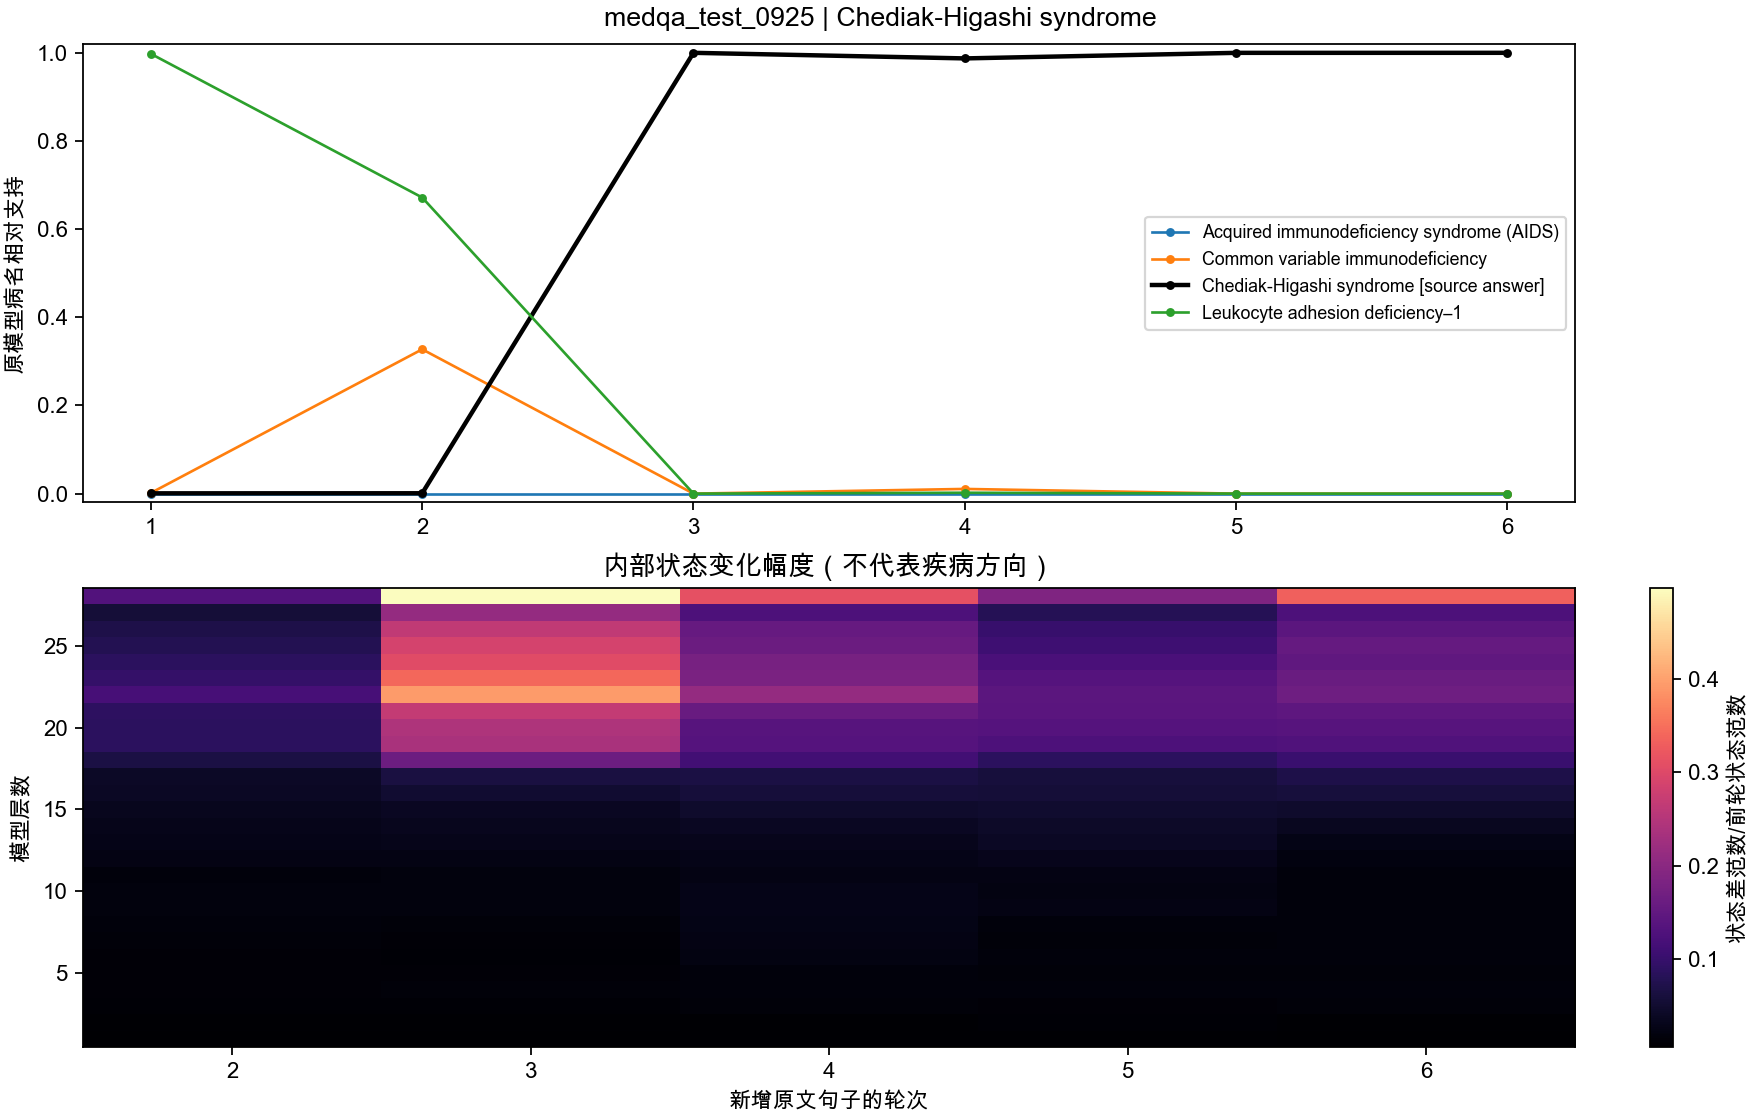 medqa_test_0925 | Chediak-Higashi syndrome
原模型病名相对支持
1.0
0.8
0.6
0.4
0.2
0.0
Acquired immunodeficiency syndrome (AIDS)
Common variable immunodeficiency
Chediak-Higashi syndrome [source answer]
Leukocyte adhesion deficiency–1
1 2 3 4 5 6
内部状态变化幅度（不代表疾病方向）
模型层数
25
20
15
10
5
2 3 4 5 6
新增原文句子的轮次
0.4
0.3
0.2
0.1
状态差范数/前轮状态范数